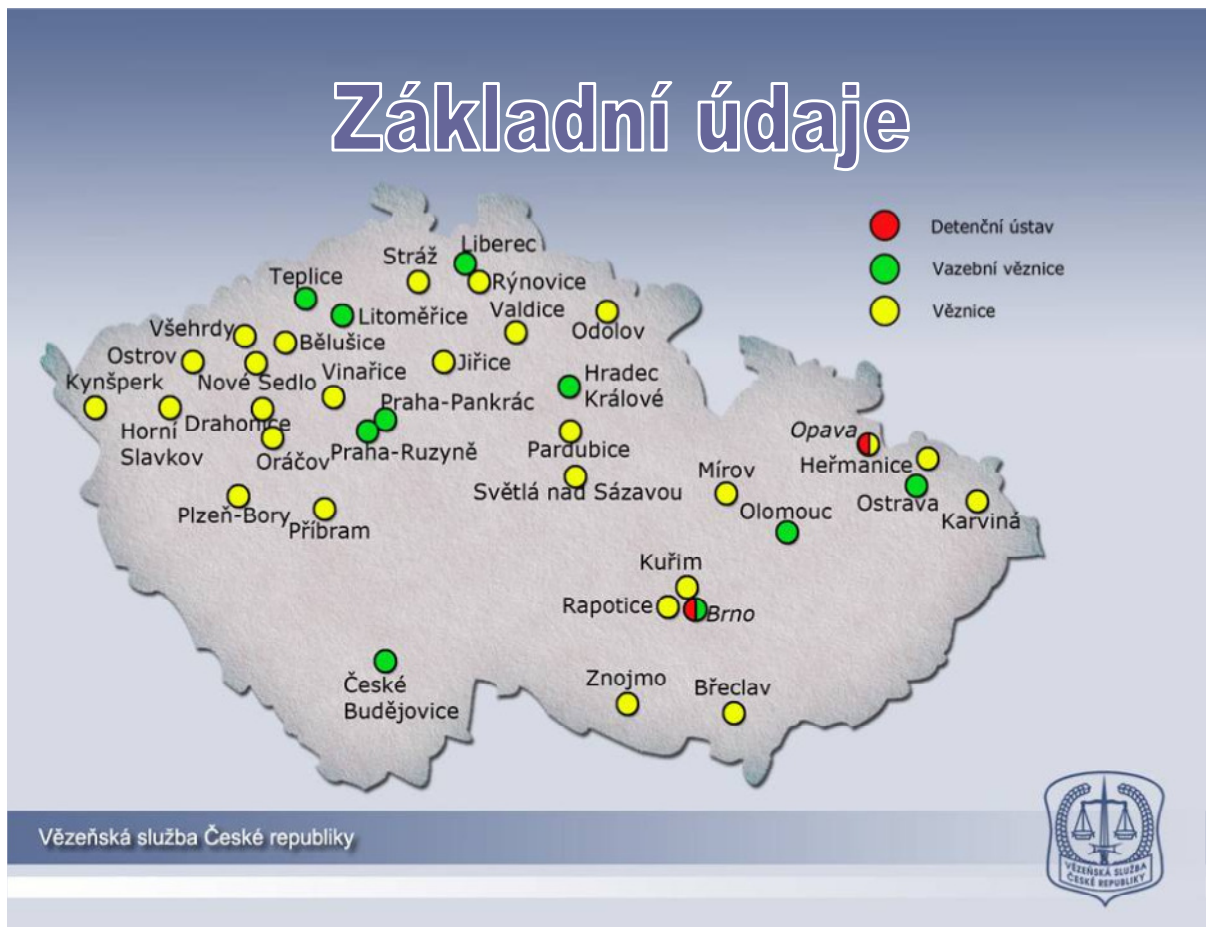 Základní údaje
Detenční ústav
Vazební věznice
Věznice
Liberec
Stráž
Teplice
Rýnovice
Valdice
Litoměřice
Odolov
Všehrdy
Bělušice
Ostrov
Jiřice
Kynšperk
Nové Sedlo
Vinařice
Hradec
Králové
Praha-Pankrác
Drahonice
Horní
Slavkov
Opava
Oráčov
Praha-Ruzyně
Pardubice
Heřmanice
Mírov
Světlá nad Sázavou
Ostrava
Plzeň-Bory
Olomouc
Karviná
Příbram
Kuřim
Rapotice
Brno
České
Budějovice
Znojmo
Břeclav
Vězeňská služba České republiky
VĚZEŇSKÁ SLUŽBA
ČESKÉ REPUBLIKY